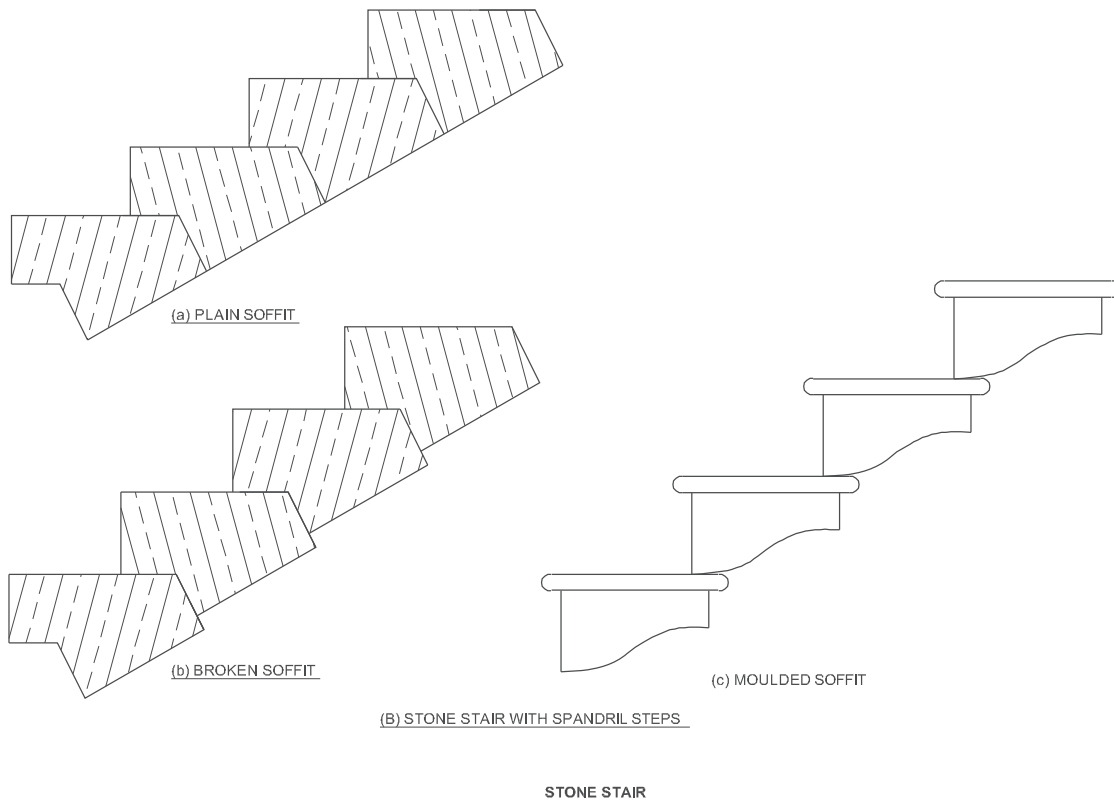 (a) PLAIN SOFFIT
(b) BROKEN SOFFIT
(c) MOULDED SOFFIT
(B) STONE STAIR WITH SPANDRIL STEPS
STONE STAIR